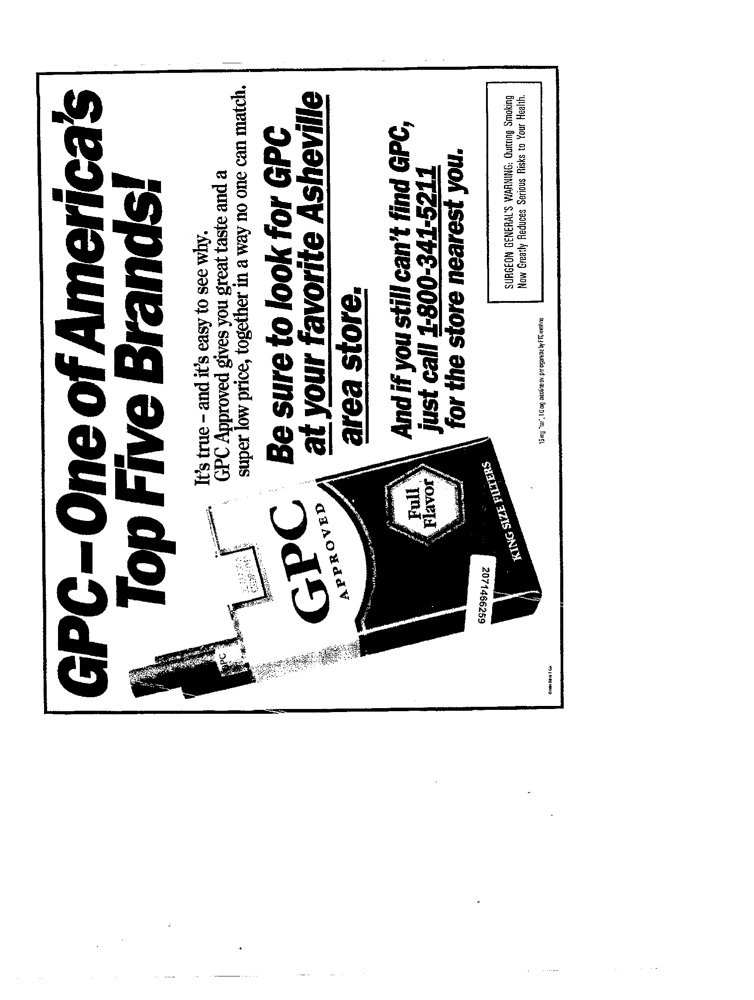 GPC–One of America's
Top Five Brands!
It's true – and it's easy to see why.
GPC Approved gives you great taste and a
super low price, together in a way no one can match.
Be sure to look for GPC
at your favorite Asheville
area store.
And if you still can't find GPC,
just call 1-800-341-5211
for the store nearest you.
GPC
GPC
APPROVED
Full
Flavor
KING SIZE FILTERS
2071466259
SURGEON GENERAL'S WARNING: Quitting Smoking
Now Greatly Reduces Serious Risks to Your Health.